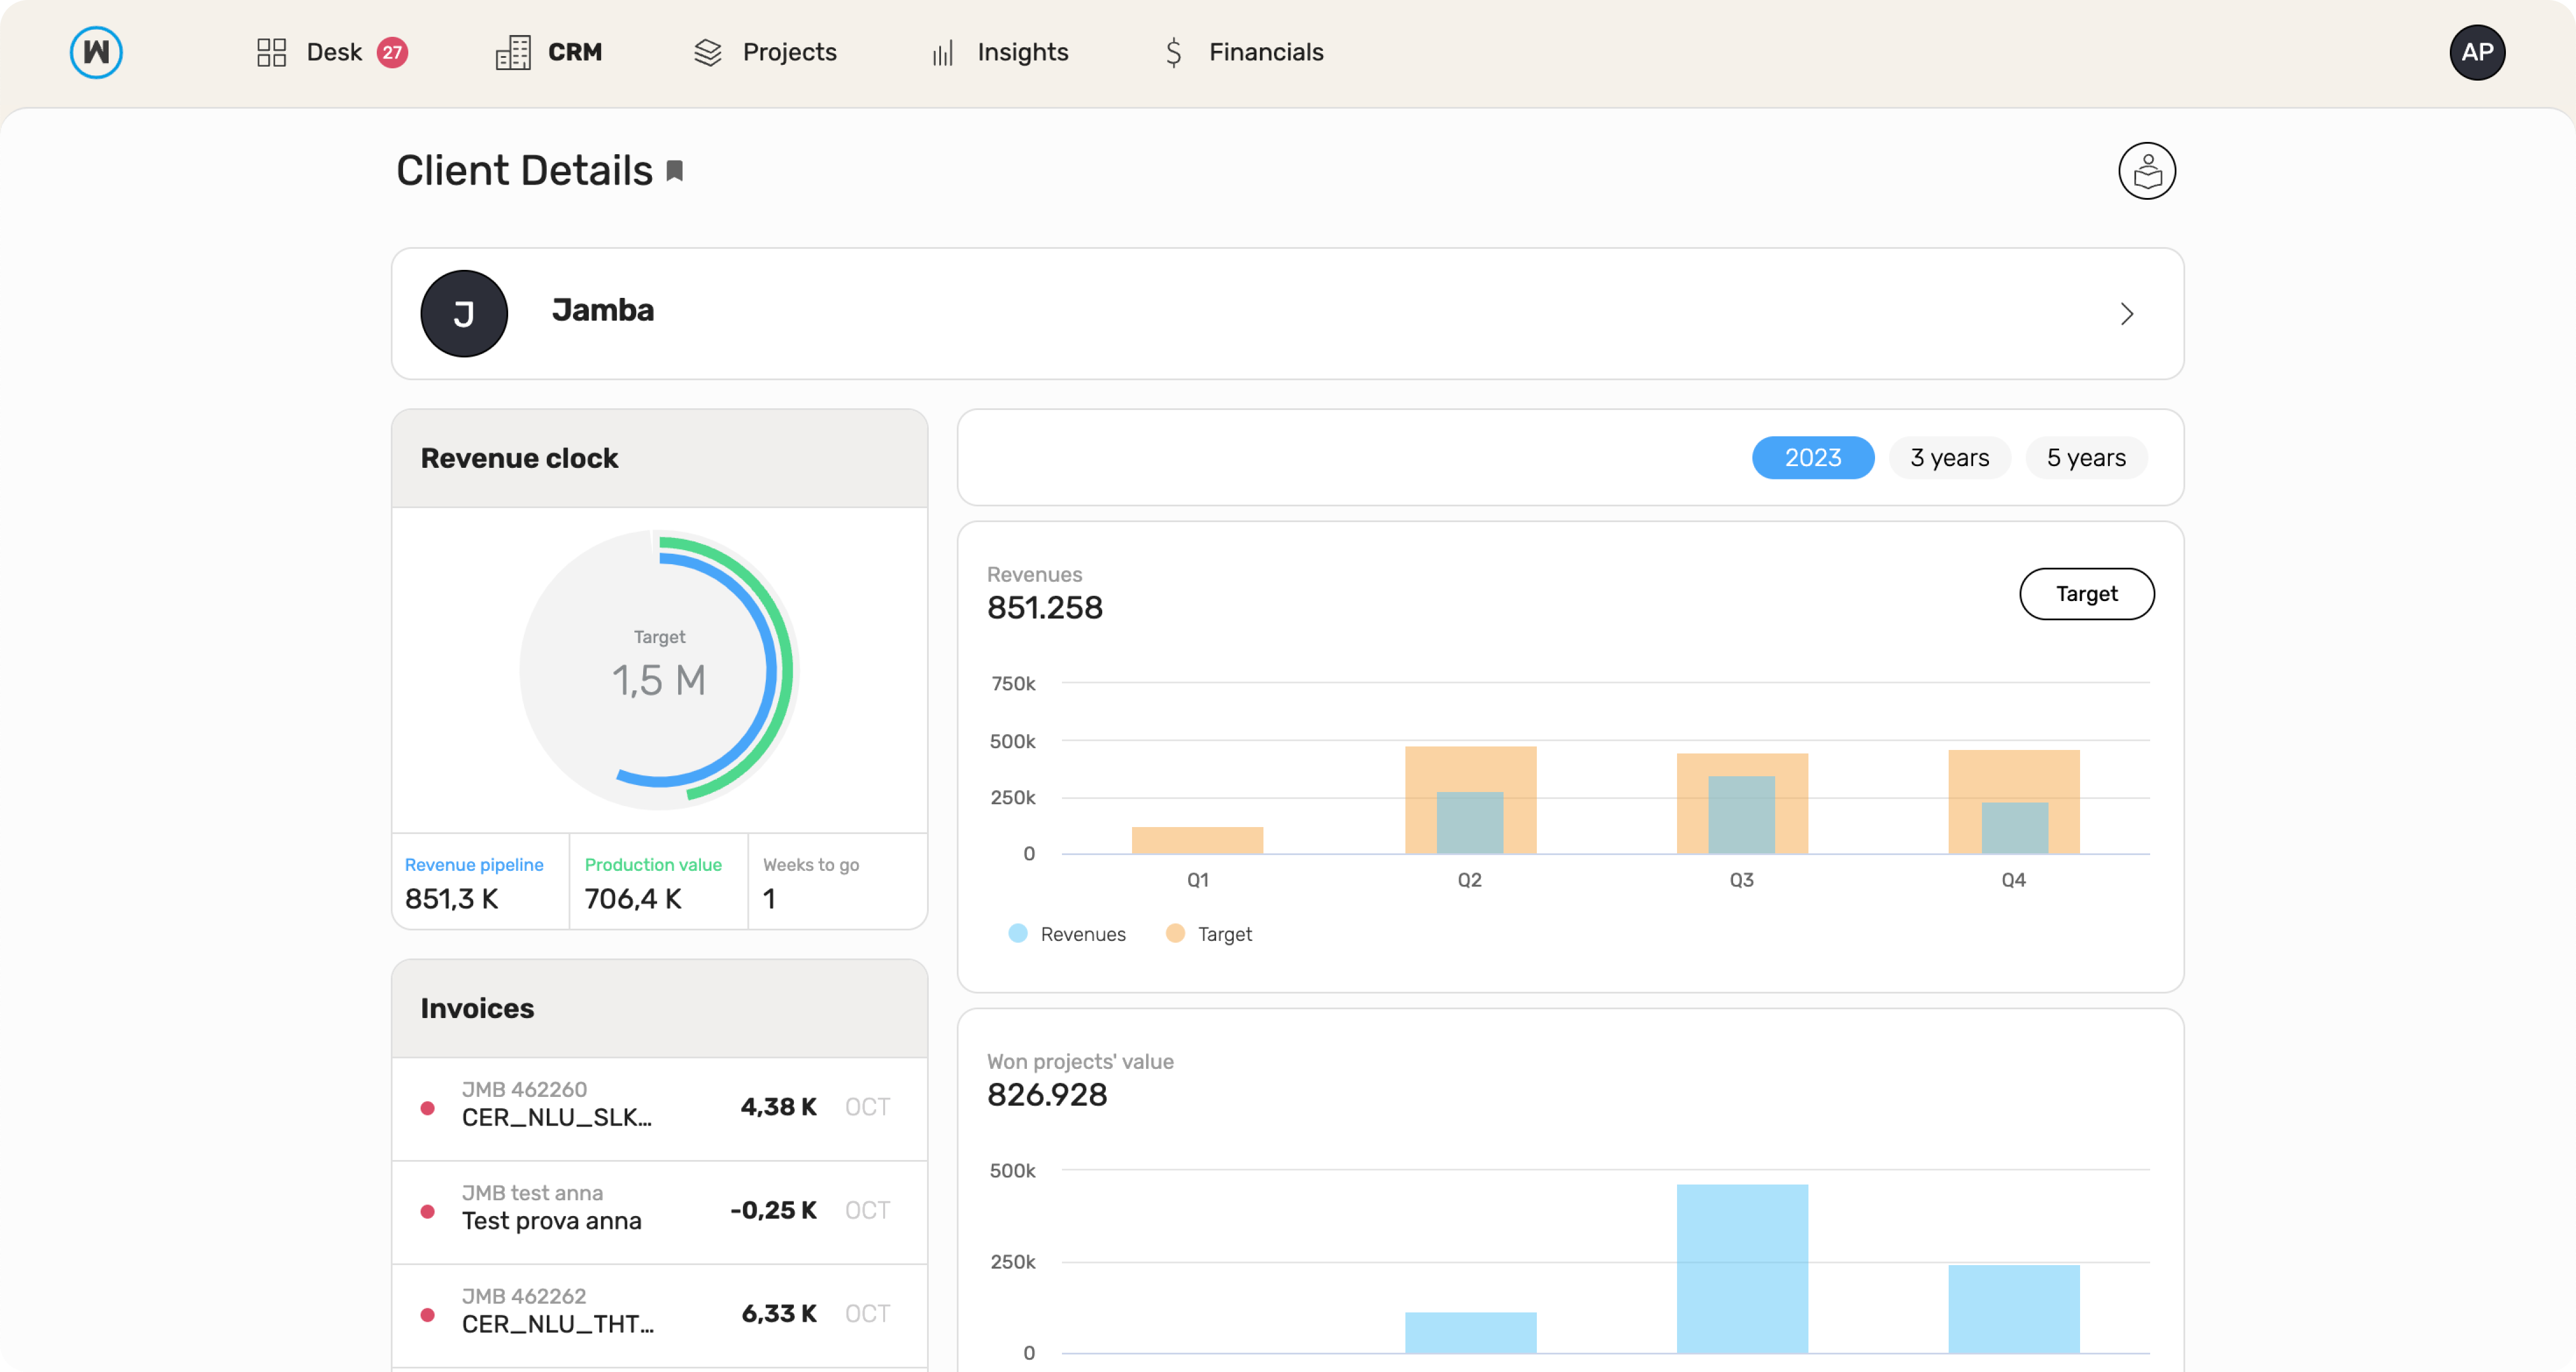 W
Desk 27
CRM
Projects
Insights
Financials
AP
Client Details
J
Jamba
Revenue clock
Target
1,5 M
Revenue pipeline
851,3 K
Production value
706,4 K
Weeks to go
1
Invoices
JMB 462260
CER_NLU_SLK...
4,38 K OCT
JMB test anna
Test prova anna
-0,25 K OCT
JMB 462262
CER_NLU_THT...
6,33 K OCT
2023
3 years
5 years
Revenues
851.258
Target
750k
500k
250k
0
Q1 Q2 Q3 Q4
Revenues Target
Won projects' value
826.928
500k
250k
0